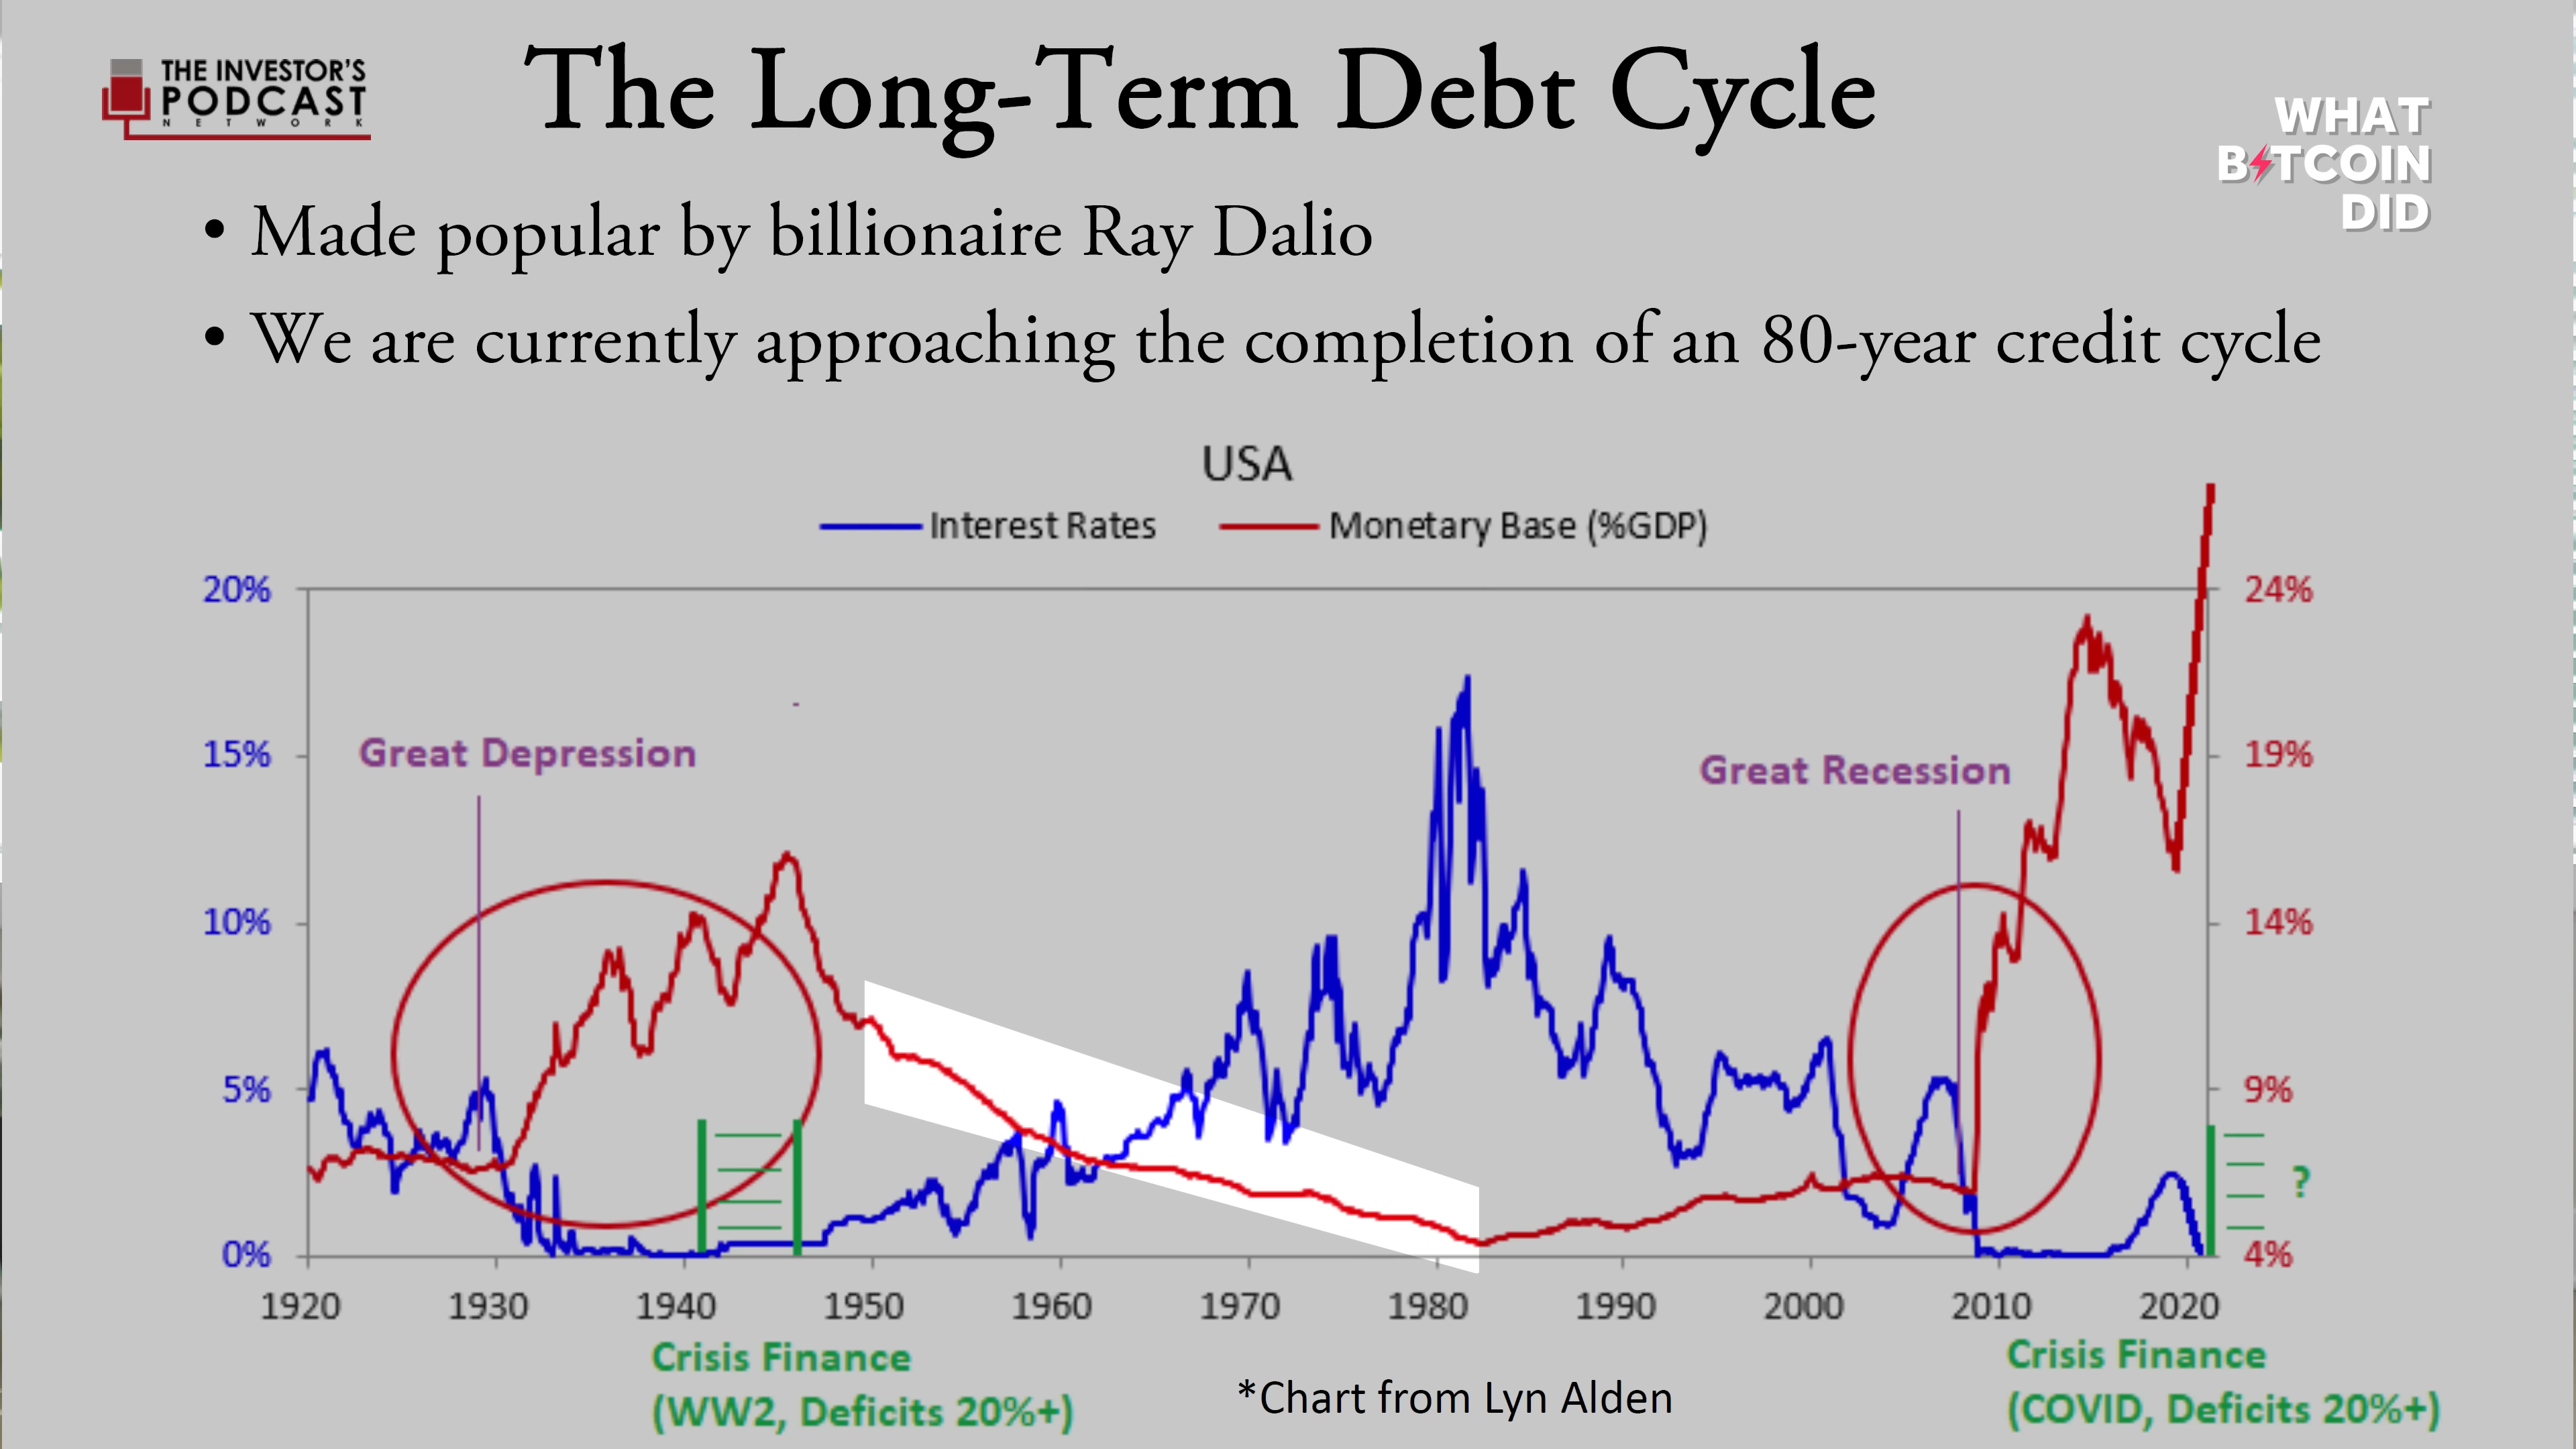 THE INVESTOR'S
PODCAST
NETWORK
The Long-Term Debt Cycle
WHAT
B⚡TCOIN
DID
• Made popular by billionaire Ray Dalio
• We are currently approaching the completion of an 80-year credit cycle
USA
Interest Rates Monetary Base (%GDP)
20% 24%
Great Depression
Great Recession
15% 19%
10% 14%
5% 9%
?
0% 4%
1920 1930 1940 1950 1960 1970 1980 1990 2000 2010 2020
Crisis Finance
(WW2, Deficits 20%+)
*Chart from Lyn Alden
Crisis Finance
(COVID, Deficits 20%+)